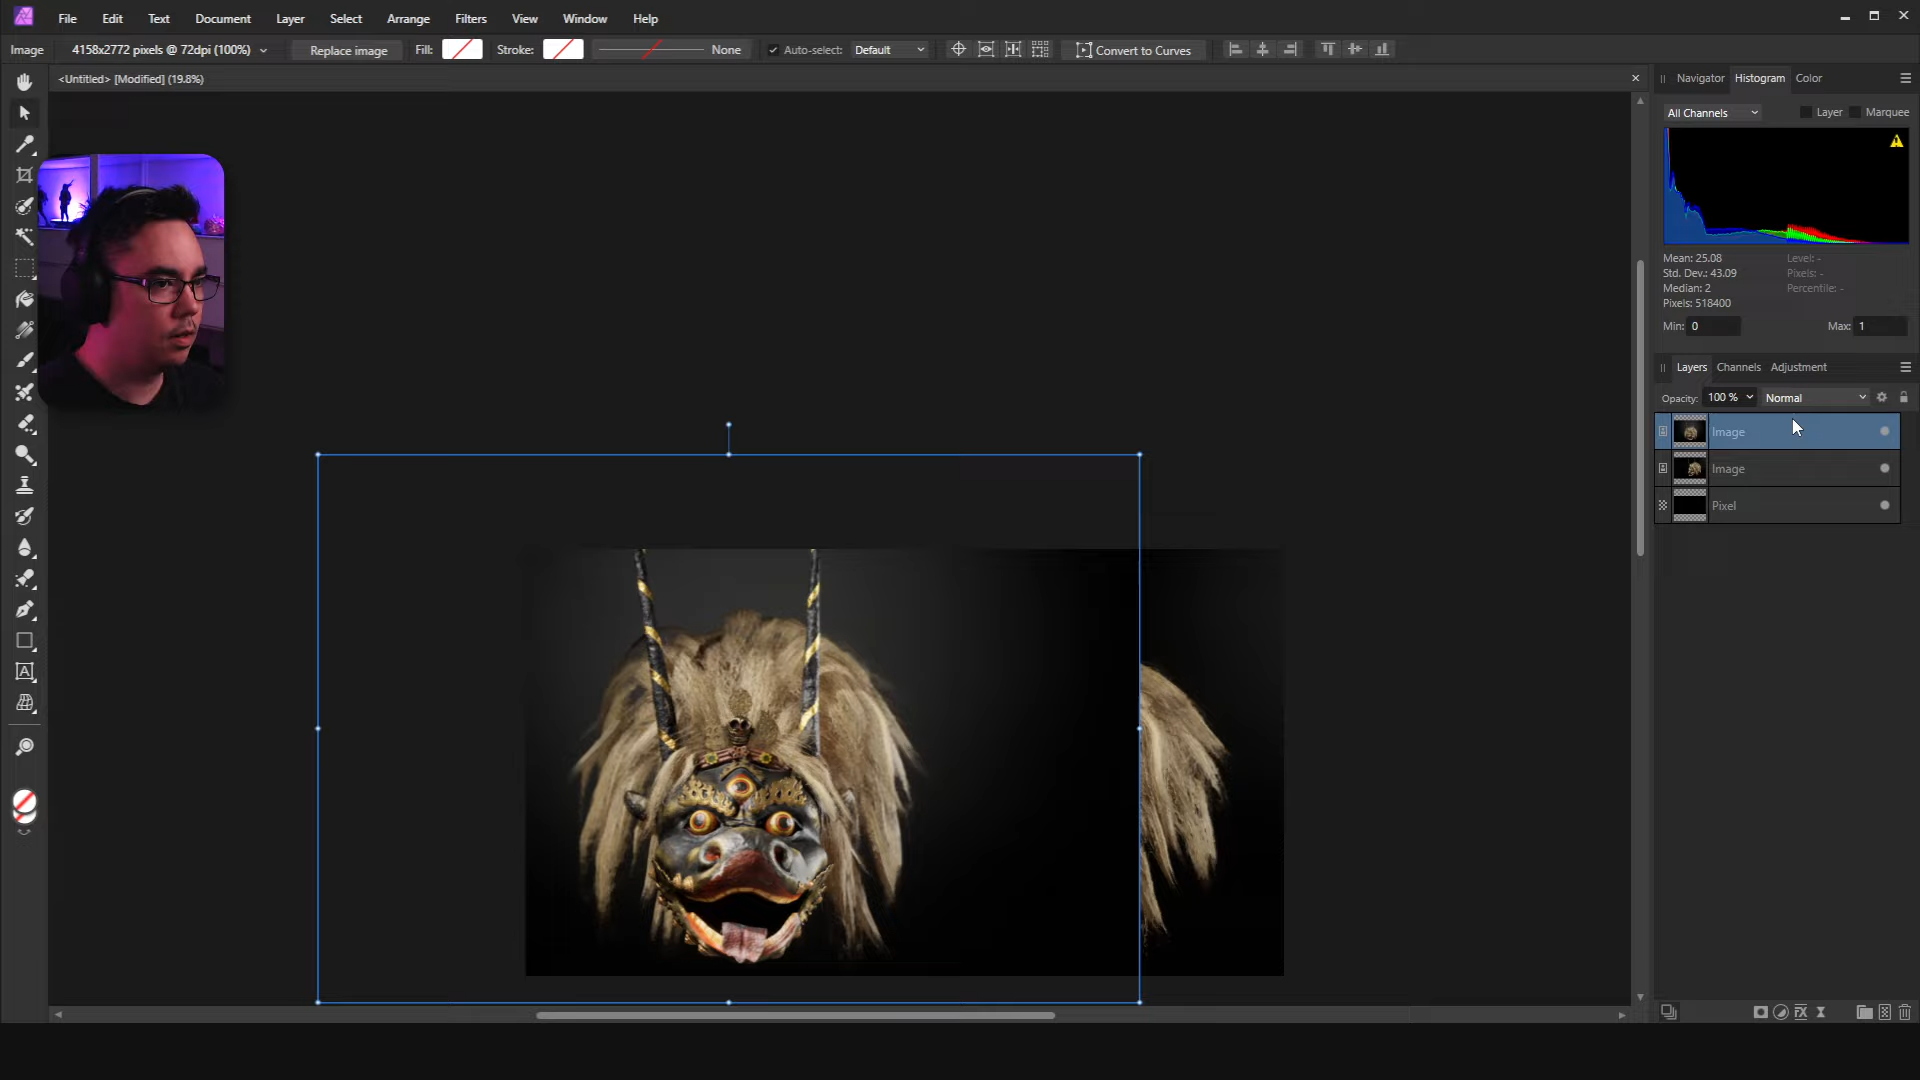 File Edit Text Document Layer Select Arrange Filters View Window Help
Image 4158x2772 pixels @ 72dpi (100%) Replace image Fill: Stroke: None Auto-select: Default Convert to Curves
<Untitled> [Modified] (19.8%)
Navigator Histogram Color
All Channels Layer Marquee
Mean: 25.08 Level: -
Std. Dev.: 43.09 Pixels: -
Median: 2 Percentile: -
Pixels: 518400
Min: 0 Max: 1
Layers Channels Adjustment
Opacity: 100 % Normal
Image
Image
Pixel